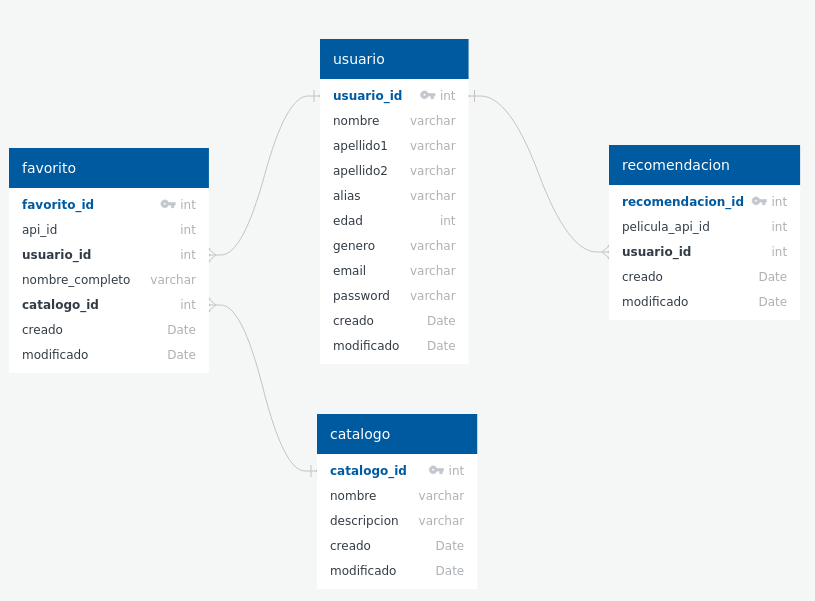 usuario
usuario_id int
nombre varchar
apellido1 varchar
apellido2 varchar
alias varchar
edad int
genero varchar
email varchar
password varchar
creado Date
modificado Date
favorito
favorito_id int
api_id int
usuario_id int
nombre_completo varchar
catalogo_id int
creado Date
modificado Date
recomendacion
recomendacion_id int
pelicula_api_id int
usuario_id int
creado Date
modificado Date
catalogo
catalogo_id int
nombre varchar
descripcion varchar
creado Date
modificado Date